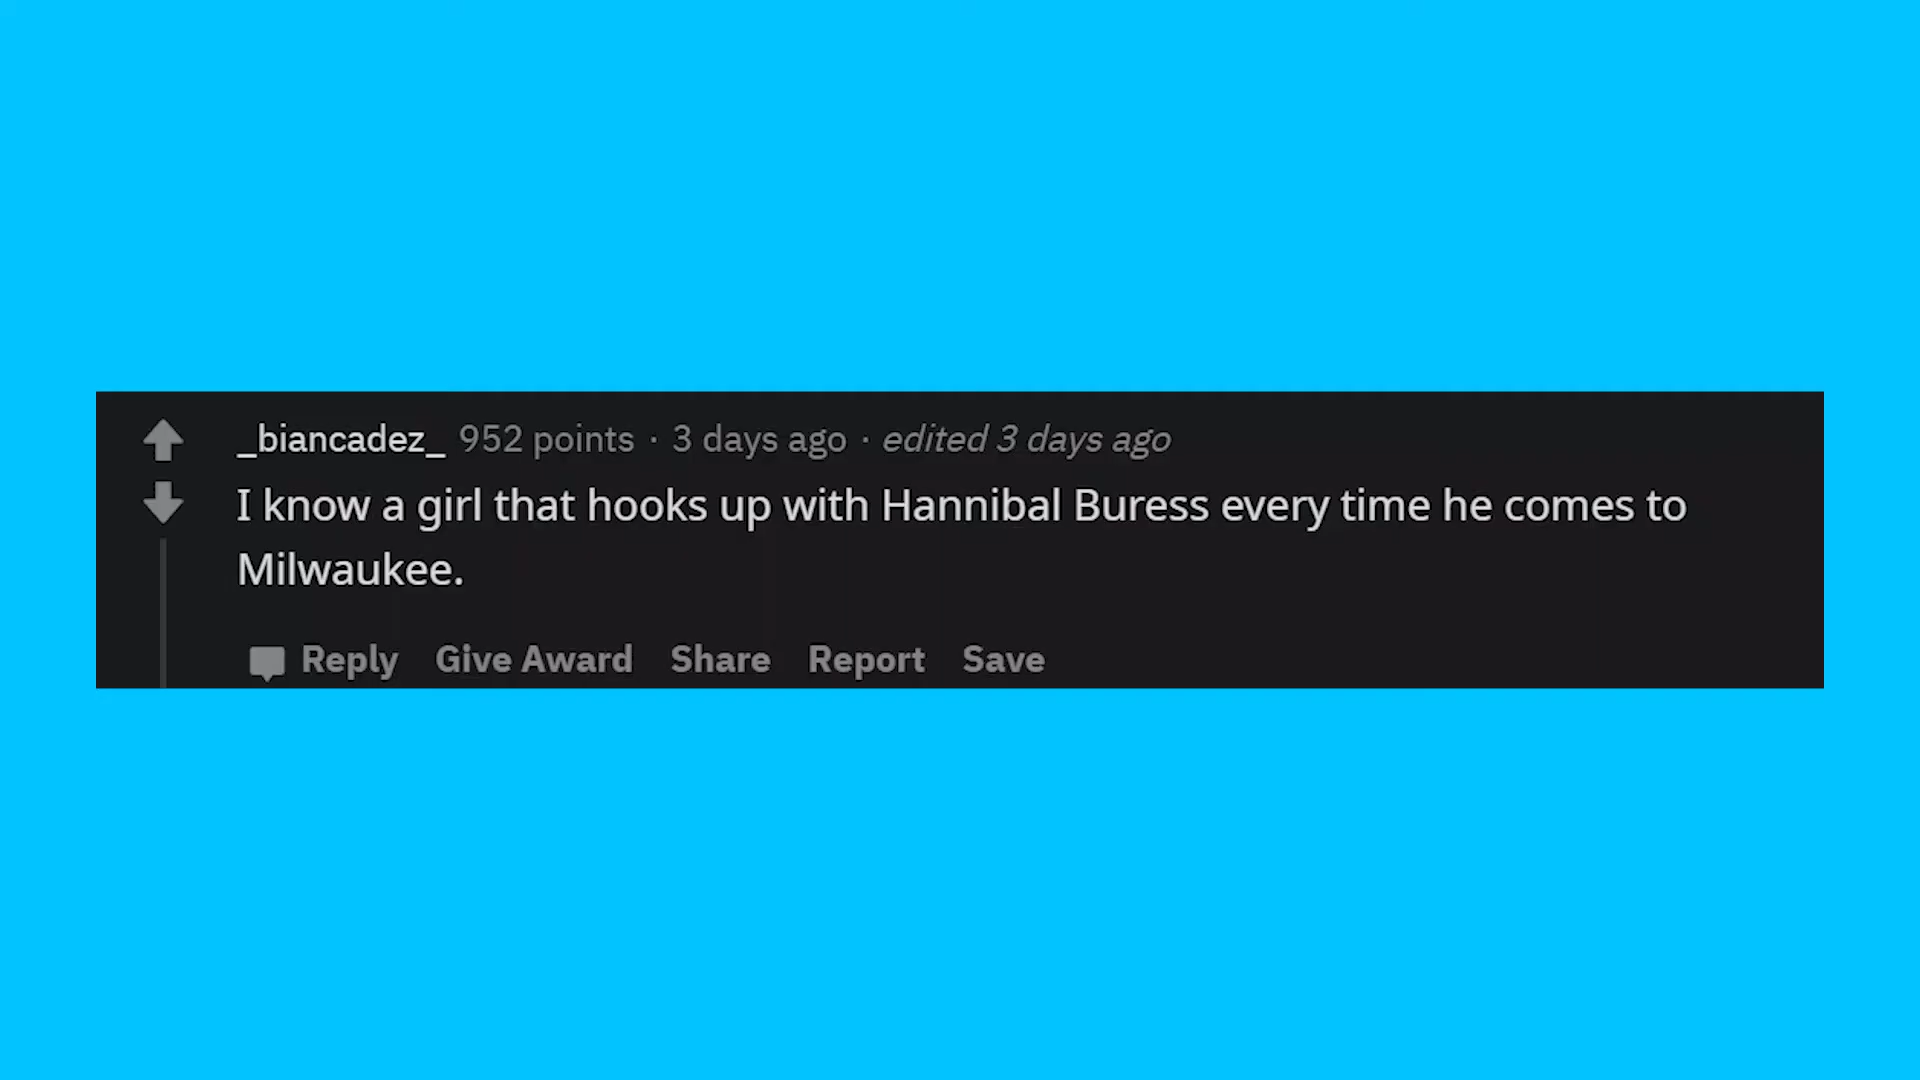 _biancadez_ 952 points · 3 days ago · edited 3 days ago
I know a girl that hooks up with Hannibal Buress every time he comes to
Milwaukee.
Reply Give Award Share Report Save